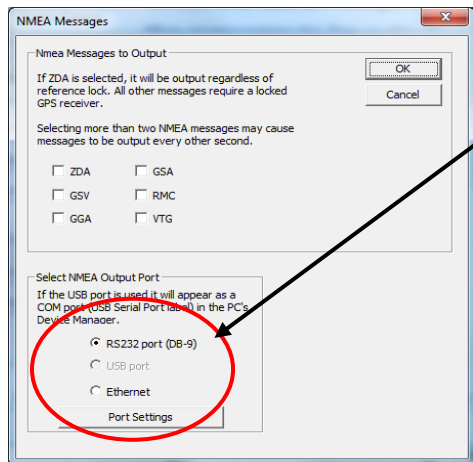 NMEA Messages
Nmea Messages to Output
If ZDA is selected, it will be output regardless of
reference lock. All other messages require a locked
GPS receiver.
Selecting more than two NMEA messages may cause
messages to be output every other second.
ZDA GSA
GSV RMC
GGA VTG
OK
Cancel
Select NMEA Output Port
If the USB port is used it will appear as a
COM port (USB Serial Port label) in the PC's
Device Manager.
RS232 port (DB-9)
USB port
Ethernet
Port Settings